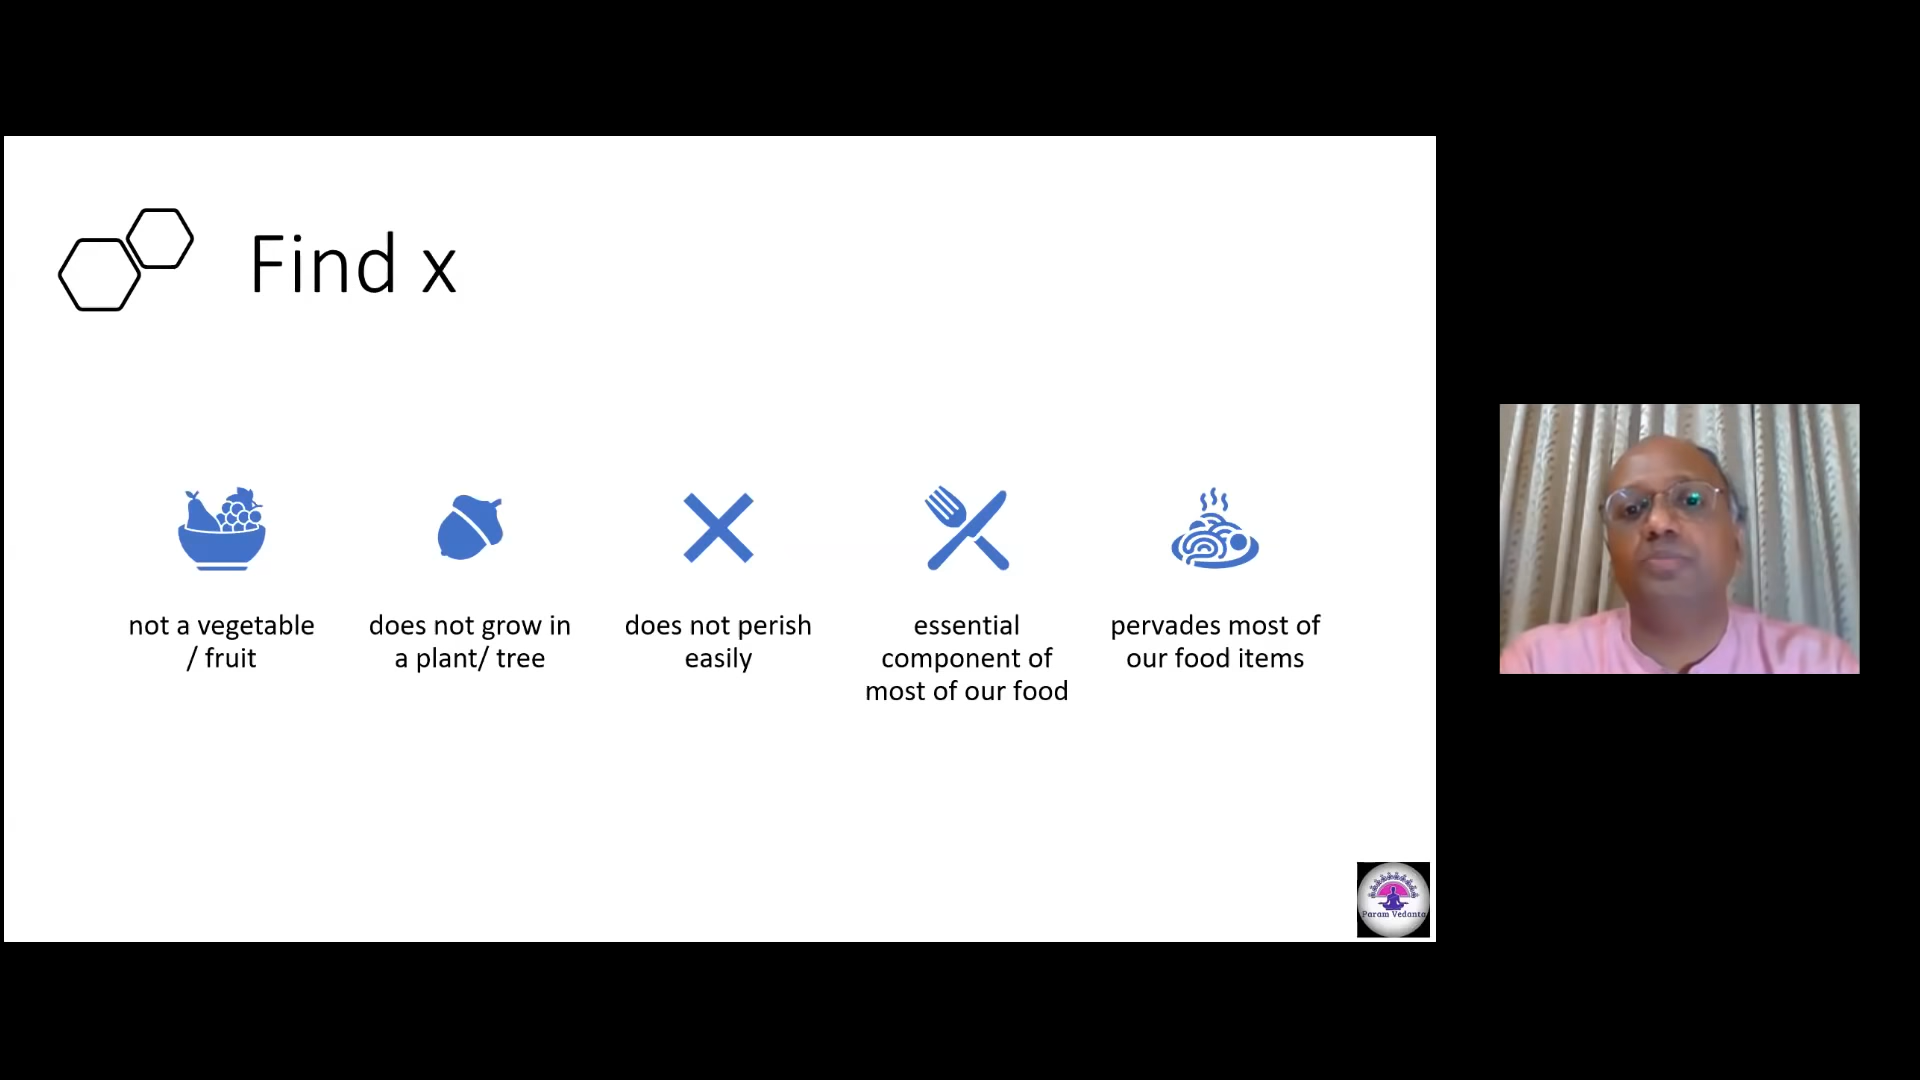 Find x
not a vegetable
/ fruit
does not grow in
a plant/ tree
does not perish
easily
essential
component of
most of our food
pervades most of
our food items
Param Vedanta